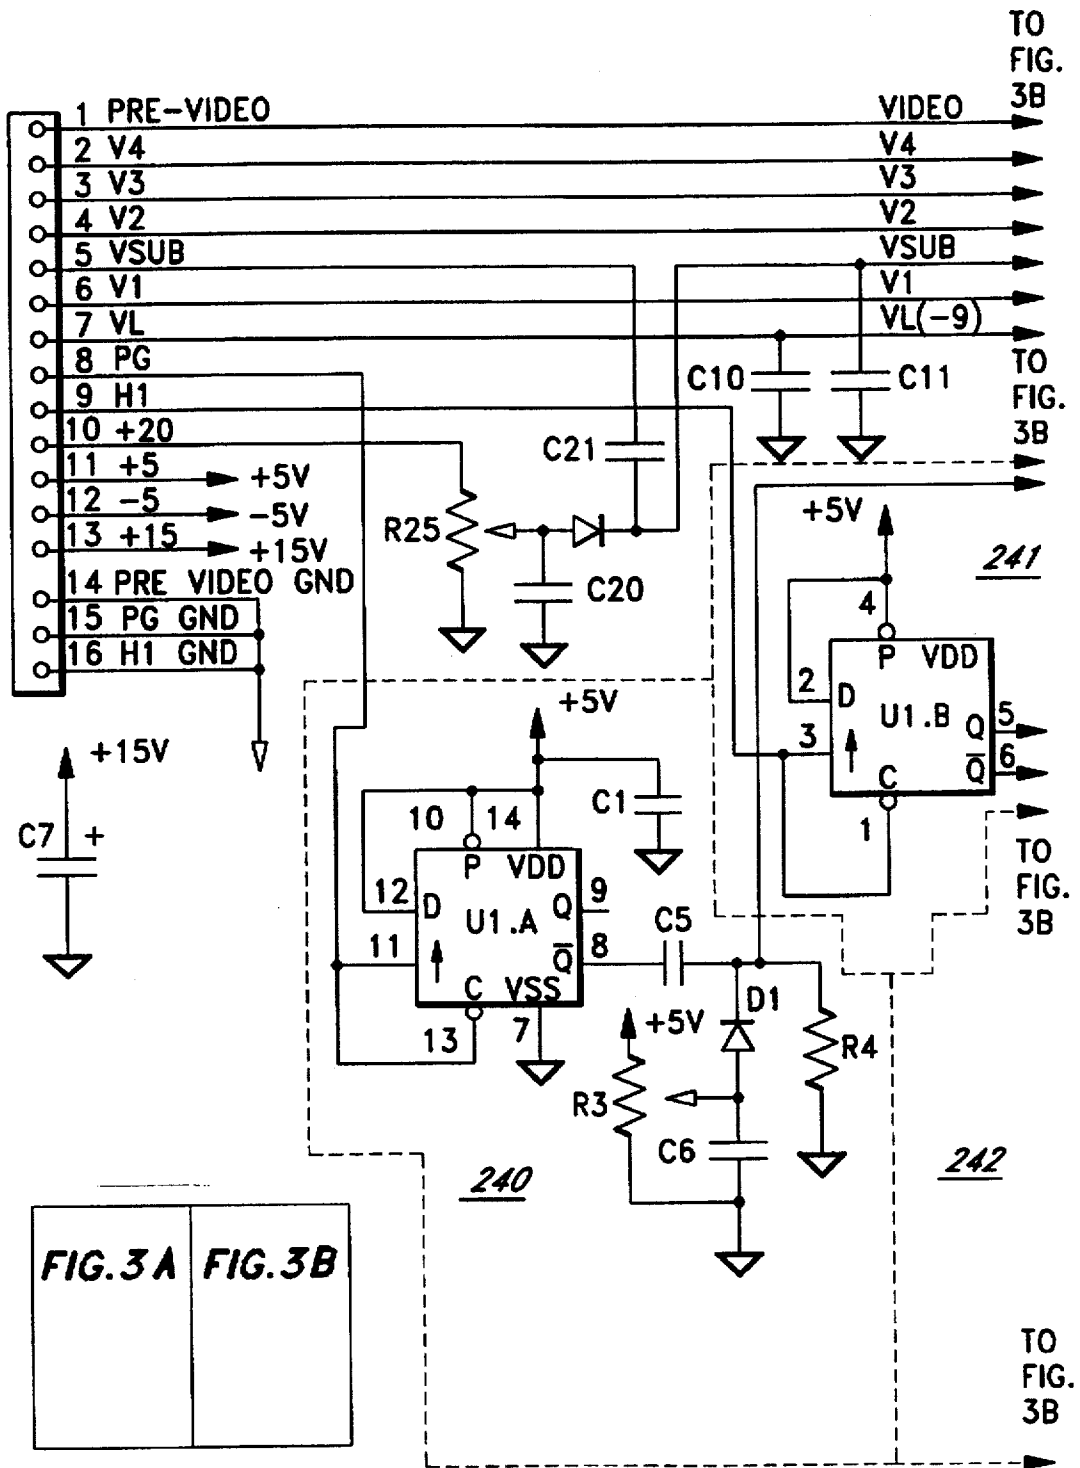 TO
FIG.
3B
1 PRE-VIDEO VIDEO
2 V4 V4
3 V3 V3
4 V2 V2
5 VSUB VSUB
6 V1 V1
7 VL VL(-9)
8 PG
9 H1
10 +20
11 +5 +5V
12 -5 -5V
13 +15 +15V
14 PRE VIDEO GND
15 PG GND
16 H1 GND
TO
FIG.
3B
C10
C11
C21
R25
C20
+5V
241
4
P VDD
2 D
U1.B
3
Q 5
Q̅ 6
C
1
TO
FIG.
3B
+15V
C7 +
+5V
C1
10 14
P VDD
12 D
U1.A
Q 9
11
Q̅ 8
C VSS
13 7
C5
D1
+5V
R3
R4
C6
240
242
FIG.3A FIG.3B
TO
FIG.
3B